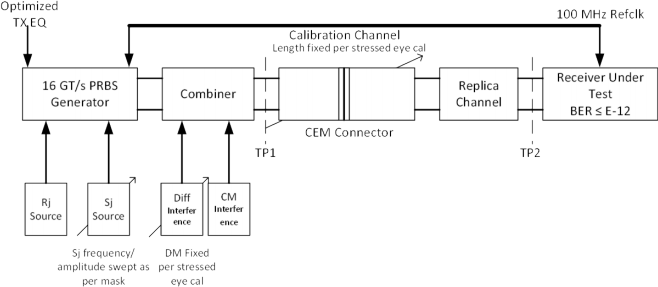 Optimized
TX EQ
100 MHz Refclk
Calibration Channel
Length fixed per stressed eye cal
16 GT/s PRBS
Generator
Combiner
Replica
Channel
Receiver Under
Test
BER ≤ E-12
CEM Connector
TP1
TP2
Rj
Source
Sj
Source
Diff
Interfer
ence
CM
Interfer
ence
Sj frequency/
amplitude swept as
per mask
DM Fixed
per stressed
eye cal